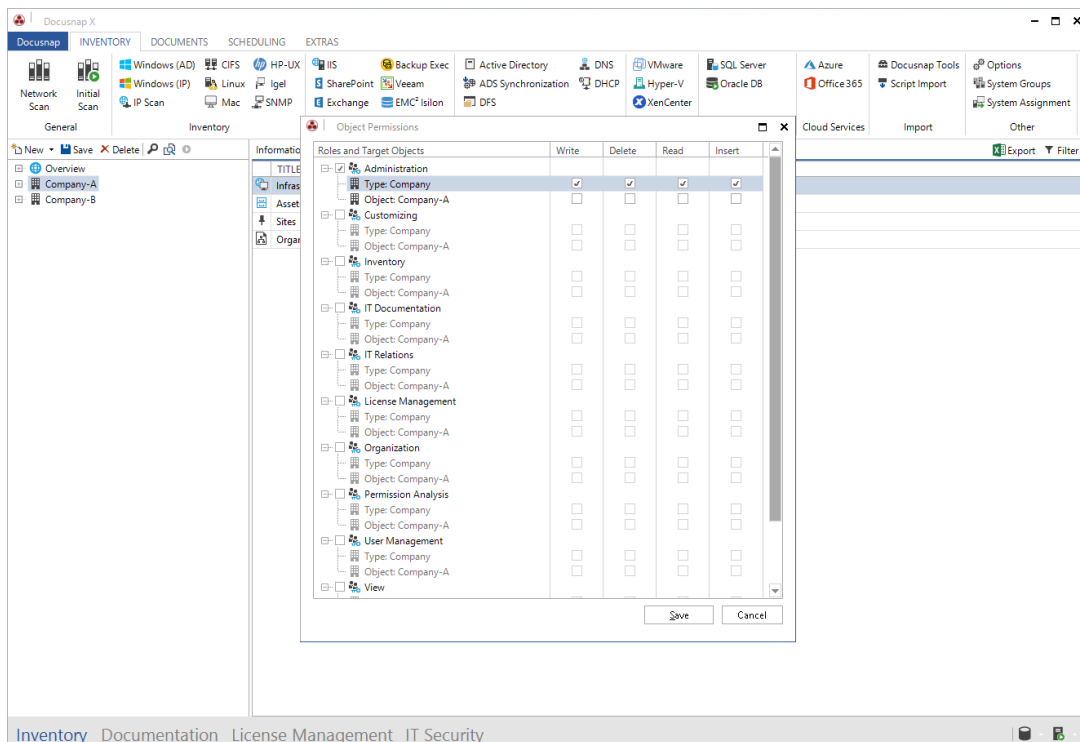 Docusnap X
Docusnap INVENTORY DOCUMENTS SCHEDULING EXTRAS
Windows (AD) CIFS HP-UX IIS Backup Exec Active Directory DNS VMware SQL Server Azure Docusnap Tools Options
Network Scan Initial Scan Windows (IP) Linux Igel SharePoint Veeam ADS Synchronization DHCP Hyper-V Oracle DB Office 365 Script Import System Groups
IP Scan Mac SNMP Exchange EMC² Isilon DFS XenCenter System Assignment
General Inventory Cloud Services Import Other
Object Permissions
New Save Delete Informatio Export Filter
Roles and Target Objects Write Delete Read Insert
Overview TITLE Administration
Company-A Infras Type: Company
Company-B Asset Object: Company-A
Sites Customizing
Type: Company
Organ Object: Company-A
Inventory
Type: Company
Object: Company-A
IT Documentation
Type: Company
Object: Company-A
IT Relations
Type: Company
Object: Company-A
License Management
Type: Company
Object: Company-A
Organization
Type: Company
Object: Company-A
Permission Analysis
Type: Company
Object: Company-A
User Management
Type: Company
Object: Company-A
View
Save Cancel
Inventory Documentation License Management IT Security